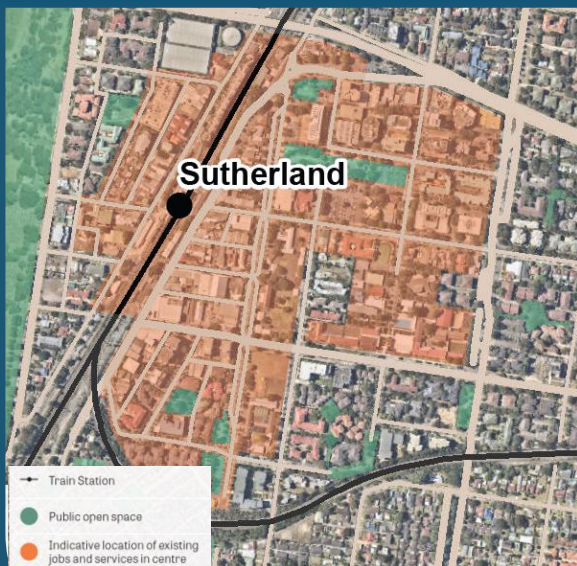 Sutherland
Train Station
Public open space
Indicative location of existing
jobs and services in centre